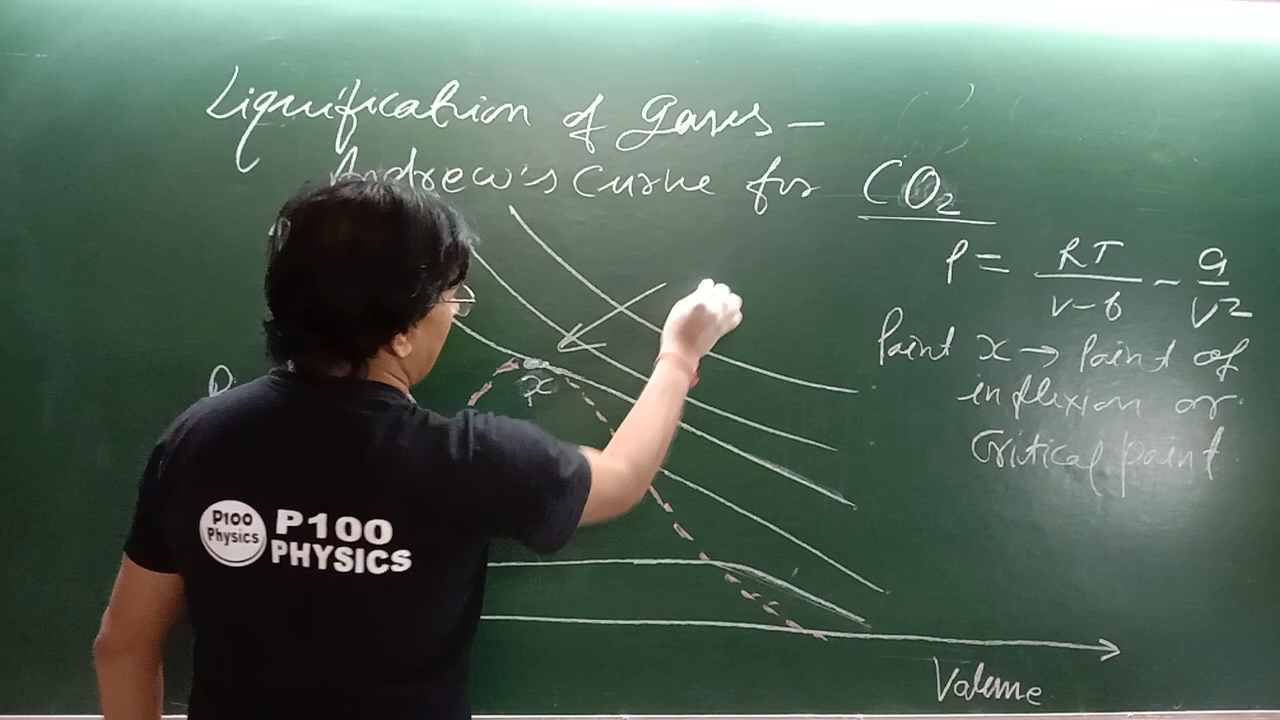 Liquification of Gases –
Andrew's Curve for CO2
P = RT/V-b - a/V2
Point x → Point of
inflexion or
Critical point
x
P100
Physics
P100
PHYSICS
Volume